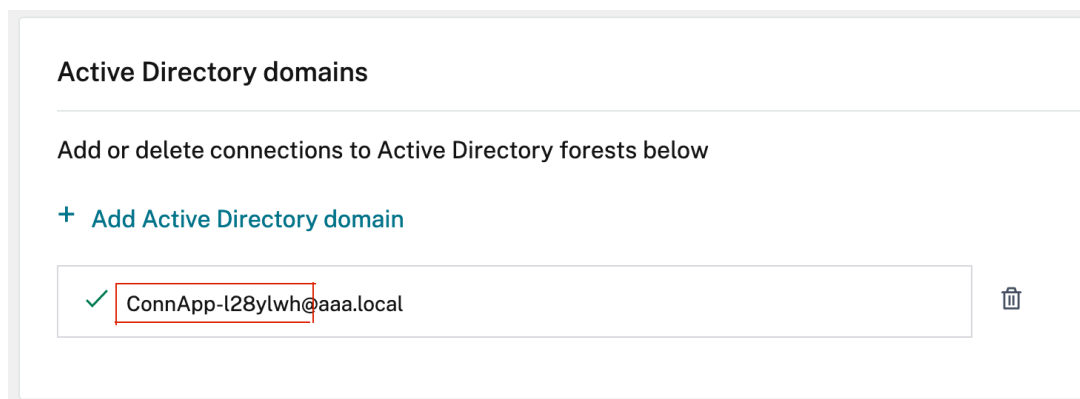 Active Directory domains
Add or delete connections to Active Directory forests below
+ Add Active Directory domain
ConnApp-l28ylwh@aaa.local